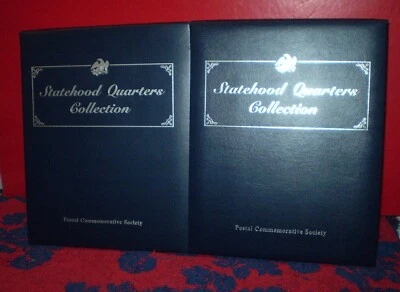 Statehood Quarters
Collection
Postal Commemorative Society
Statehood Quarters
Collection
Postal Commemorative Society